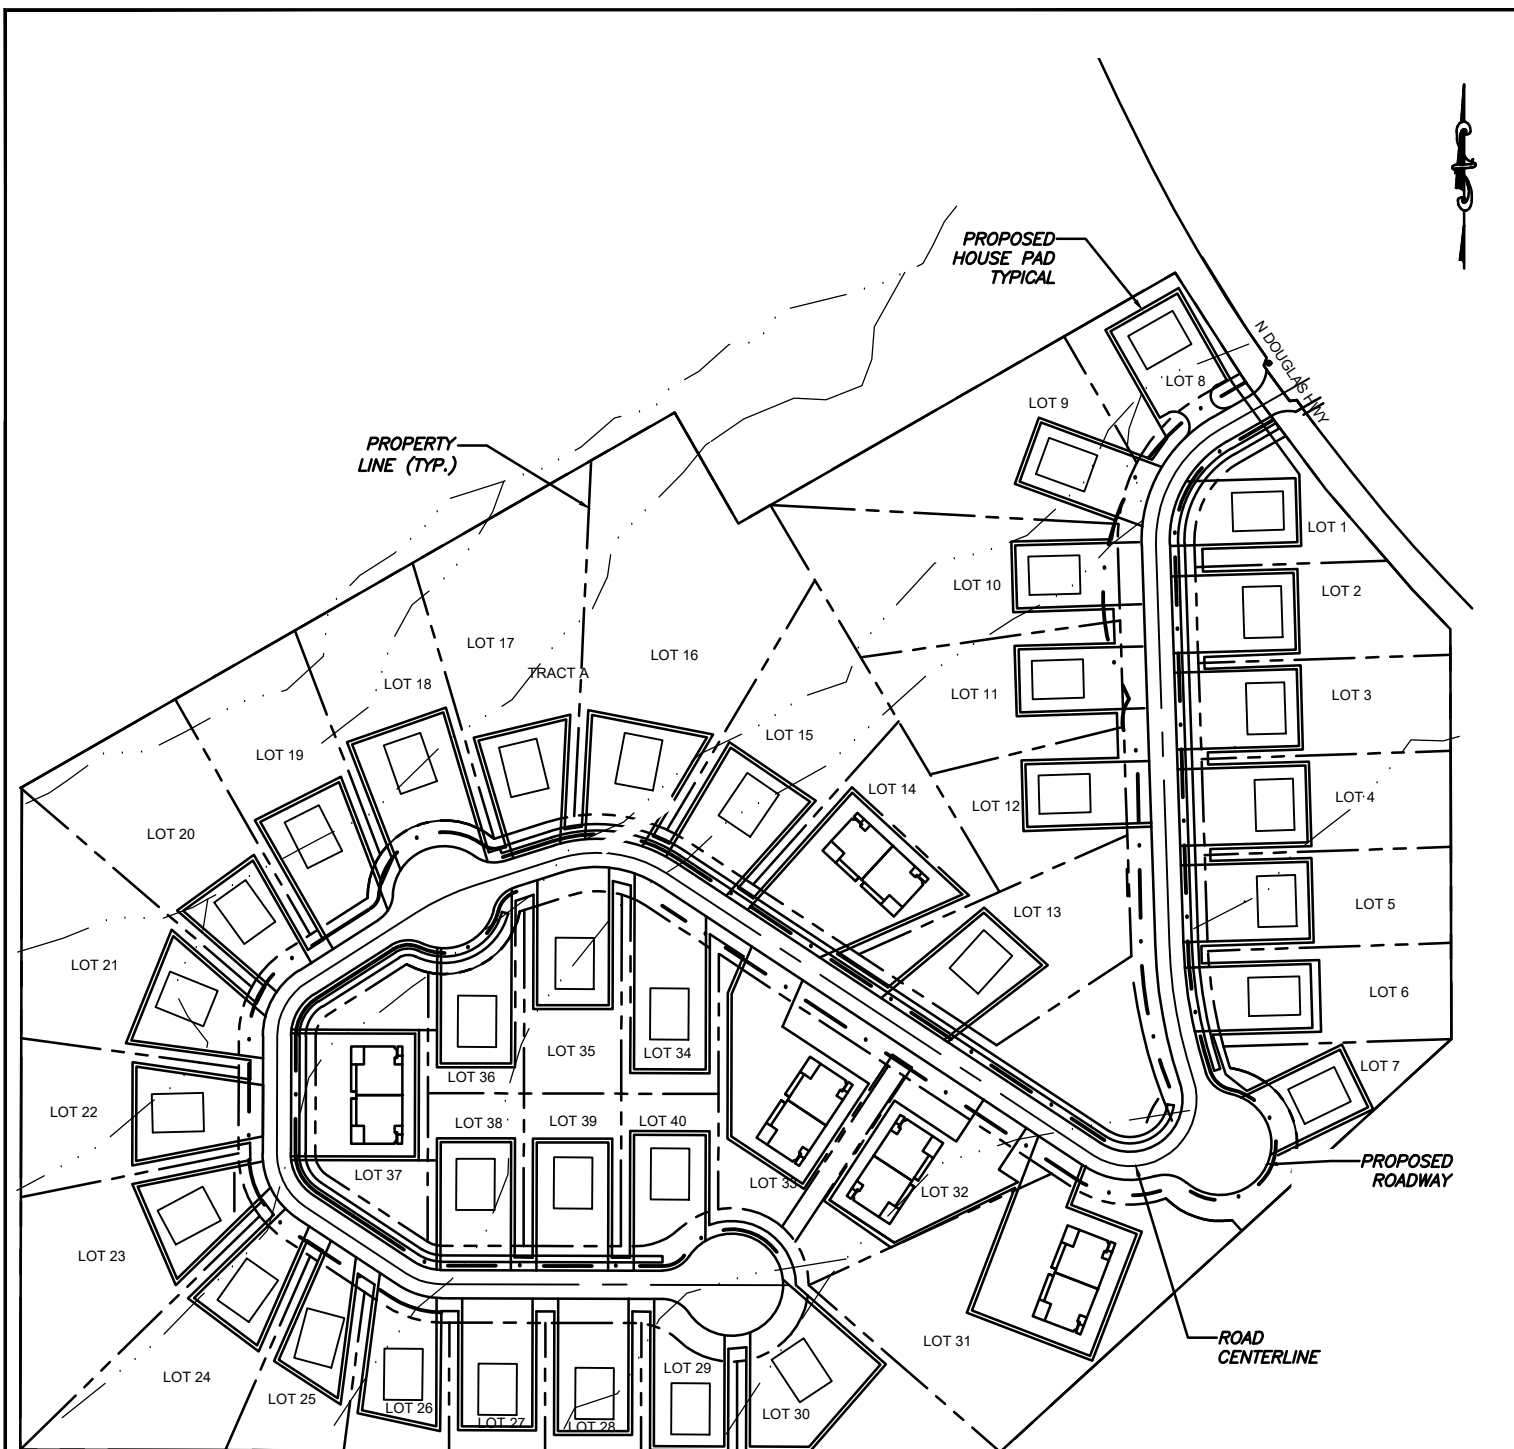 PROPOSED
HOUSE PAD
TYPICAL
N DOUGLAS HWY
LOT 8
LOT 9
PROPERTY
LINE (TYP.)
LOT 1
LOT 10
LOT 2
LOT 17
LOT 16
TRACT A
LOT 18
LOT 11
LOT 3
LOT 15
LOT 19
LOT 14
LOT 4
LOT 12
LOT 20
LOT 5
LOT 13
LOT 21
LOT 6
LOT 35
LOT 34
LOT 7
LOT 36
LOT 22
LOT 38
LOT 39
LOT 40
PROPOSED
ROADWAY
LOT 37
LOT 33
LOT 32
LOT 23
ROAD
CENTERLINE
LOT 31
LOT 29
LOT 24
LOT 25
LOT 26
LOT 30
LOT 27
LOT 28